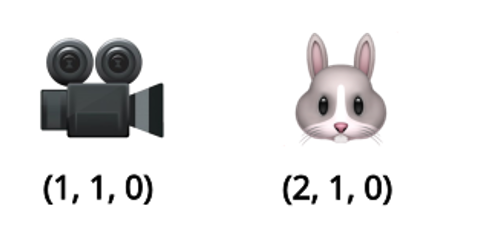 (1, 1, 0) (2, 1, 0)